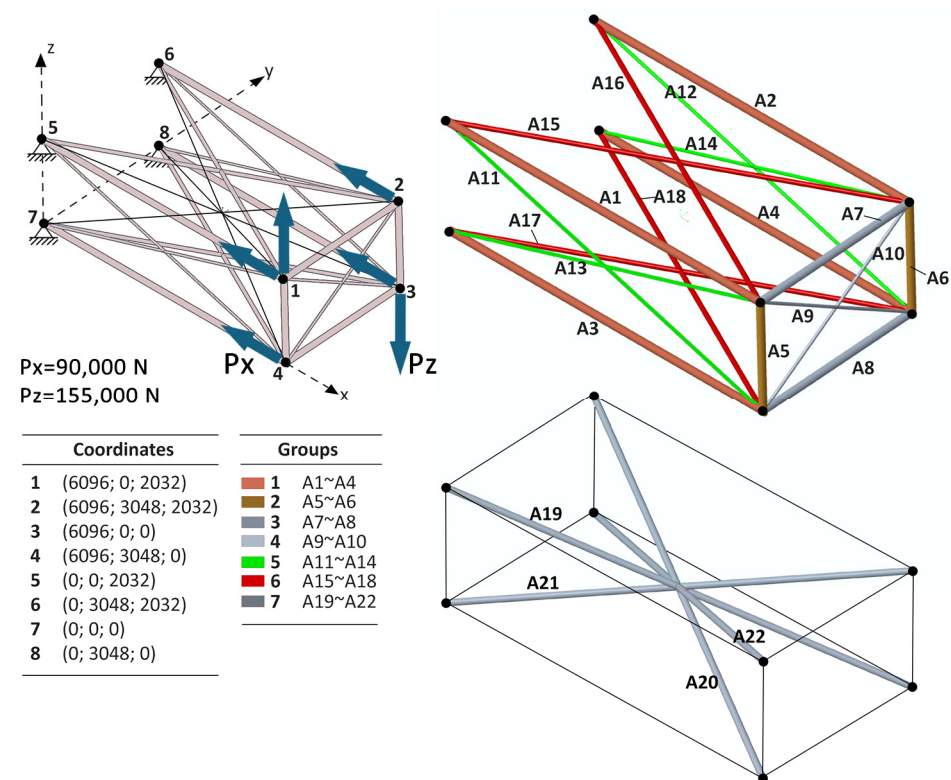 z
6
y
5
8
7
2
1
3
4
x
Px
Pz
Px=90,000 N
Pz=155,000 N
Coordinates
1 (6096; 0; 2032)
2 (6096; 3048; 2032)
3 (6096; 0; 0)
4 (6096; 3048; 0)
5 (0; 0; 2032)
6 (0; 3048; 2032)
7 (0; 0; 0)
8 (0; 3048; 0)
Groups
1 A1~A4
2 A5~A6
3 A7~A8
4 A9~A10
5 A11~A14
6 A15~A18
7 A19~A22
A16
A12
A2
A15
A14
A11
A1
A18
A4
A7
A17
A10
A13
A6
A9
A3
A5
A8
A19
A21
A22
A20